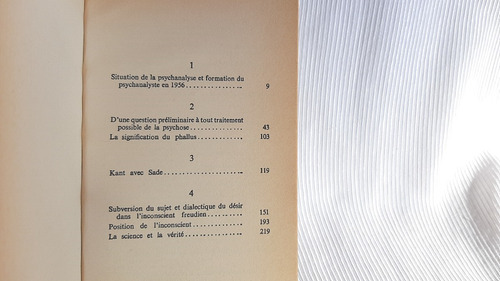 1
Situation de la psychanalyse et formation du
psychanalyste en 1956 ................ 9
2
D'une question préliminaire à tout traitement
possible de la psychose ............... 43
La signification du phallus ............. 103
3
Kant avec Sade ..................... 119
4
Subversion du sujet et dialectique du désir
dans l'inconscient freudien .......... 151
Position de l'inconscient .............. 193
La science et la vérité ................. 219